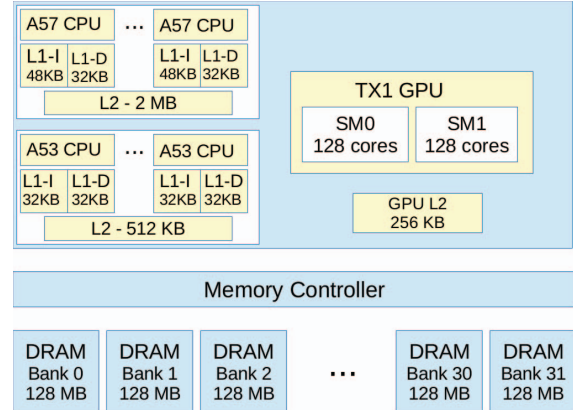 A57 CPU ... A57 CPU
L1-I L1-D L1-I L1-D
48KB 32KB 48KB 32KB
L2 - 2 MB
A53 CPU ... A53 CPU
L1-I L1-D L1-I L1-D
32KB 32KB 32KB 32KB
L2 - 512 KB
TX1 GPU
SM0 SM1
128 cores 128 cores
GPU L2
256 KB
Memory Controller
DRAM DRAM DRAM ... DRAM DRAM
Bank 0 Bank 1 Bank 2 Bank 30 Bank 31
128 MB 128 MB 128 MB 128 MB 128 MB